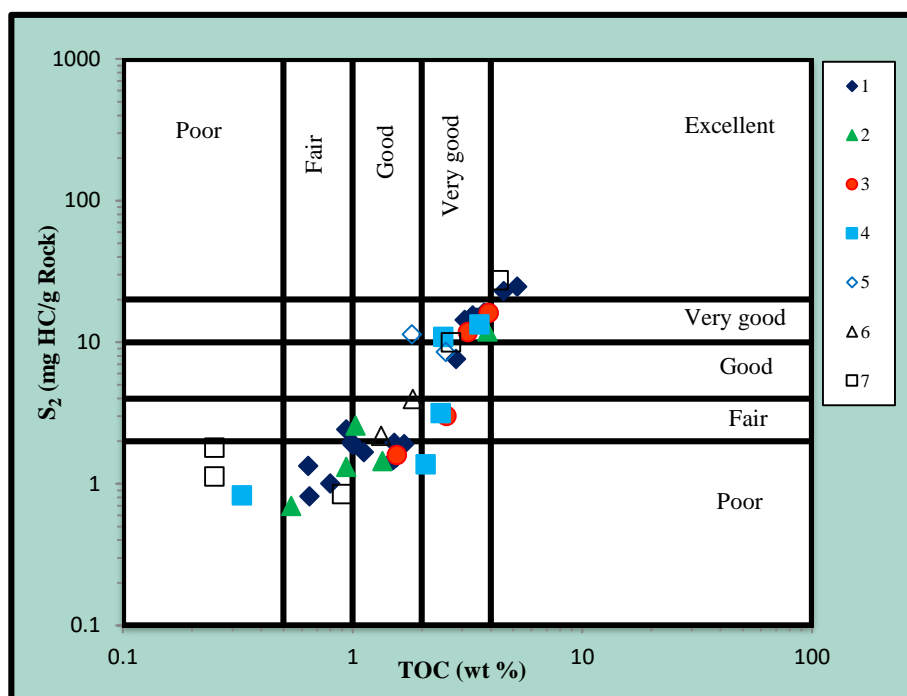 1000
100
10
1
0.1
S2 (mg HC/g Rock)
Poor
Fair
Good
Very good
Excellent
Very good
Good
Fair
Poor
0.1
1
10
100
TOC (wt %)
1
2
3
4
5
6
7